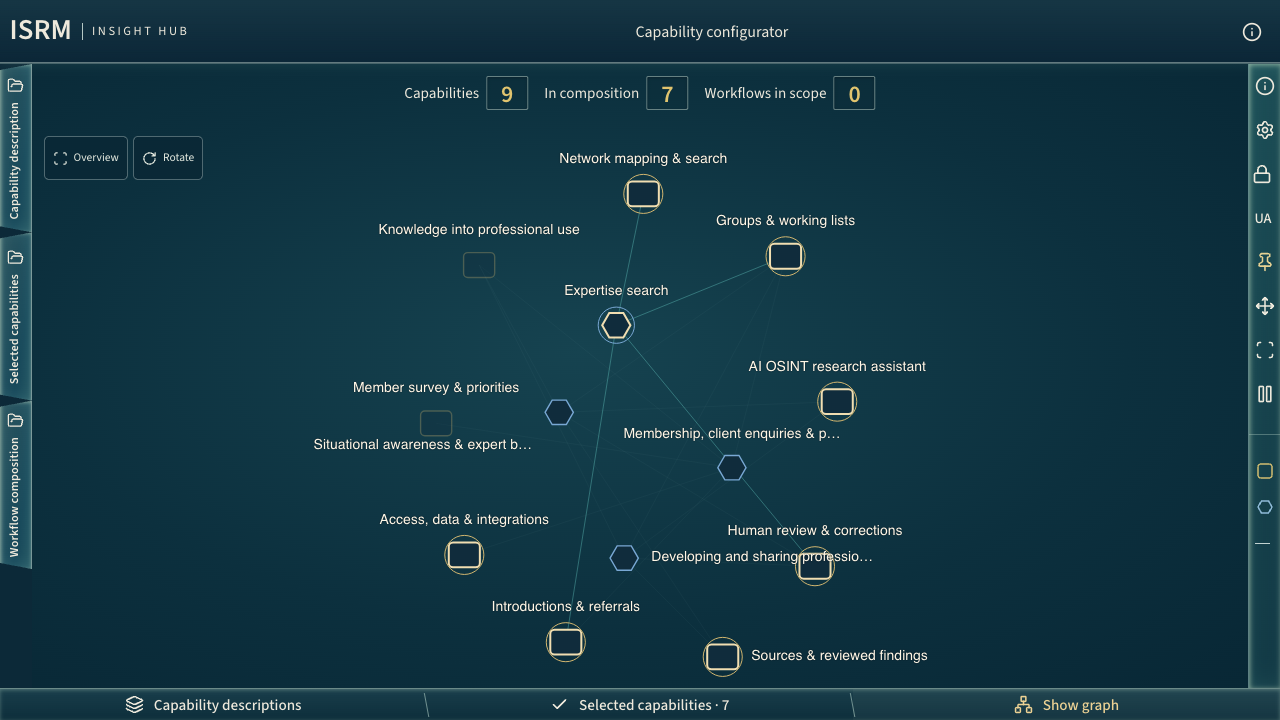 ISRM | INSIGHT HUB
Capability configurator
Capabilities 9
In composition 7
Workflows in scope 0
Capability description
Selected capabilities
Workflow composition
Overview
Rotate
UA
Network mapping & search
Groups & working lists
Knowledge into professional use
Expertise search
AI OSINT research assistant
Member survey & priorities
Membership, client enquiries & p…
Situational awareness & expert b…
Access, data & integrations
Human review & corrections
Developing and sharing professio…
Introductions & referrals
Sources & reviewed findings
Capability descriptions
Selected capabilities · 7
Show graph